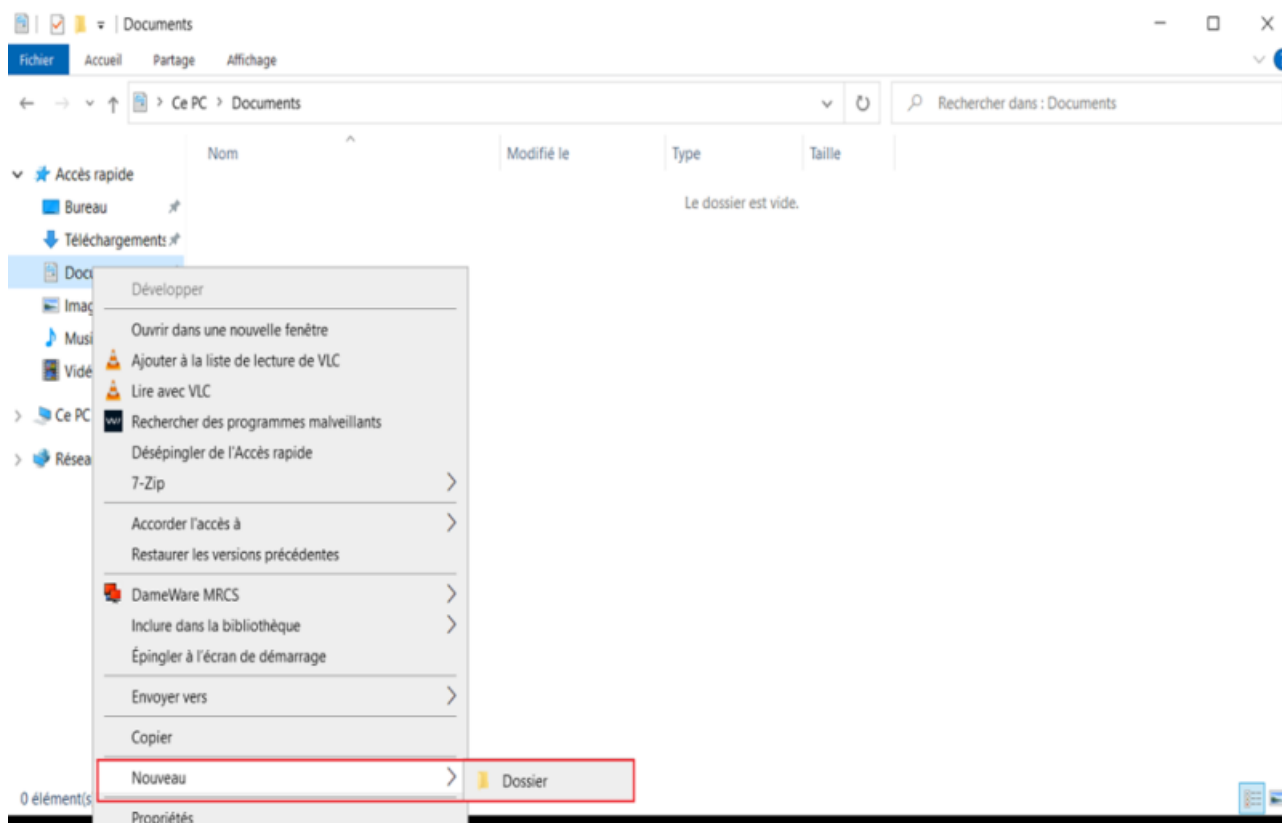 Documents
Fichier Accueil Partage Affichage
Ce PC > Documents
Rechercher dans : Documents
Nom Modifié le Type Taille
Accès rapide
Le dossier est vide.
Bureau
Téléchargements
Docu
Imag
Musi
Vidé
Ce PC
Résea
Développer
Ouvrir dans une nouvelle fenêtre
Ajouter à la liste de lecture de VLC
Lire avec VLC
Rechercher des programmes malveillants
Désépingler de l'Accès rapide
7-Zip
Accorder l'accès à
Restaurer les versions précédentes
DameWare MRCS
Inclure dans la bibliothèque
Épingler à l'écran de démarrage
Envoyer vers
Copier
Nouveau
Dossier
0 élément(s
Propriétés